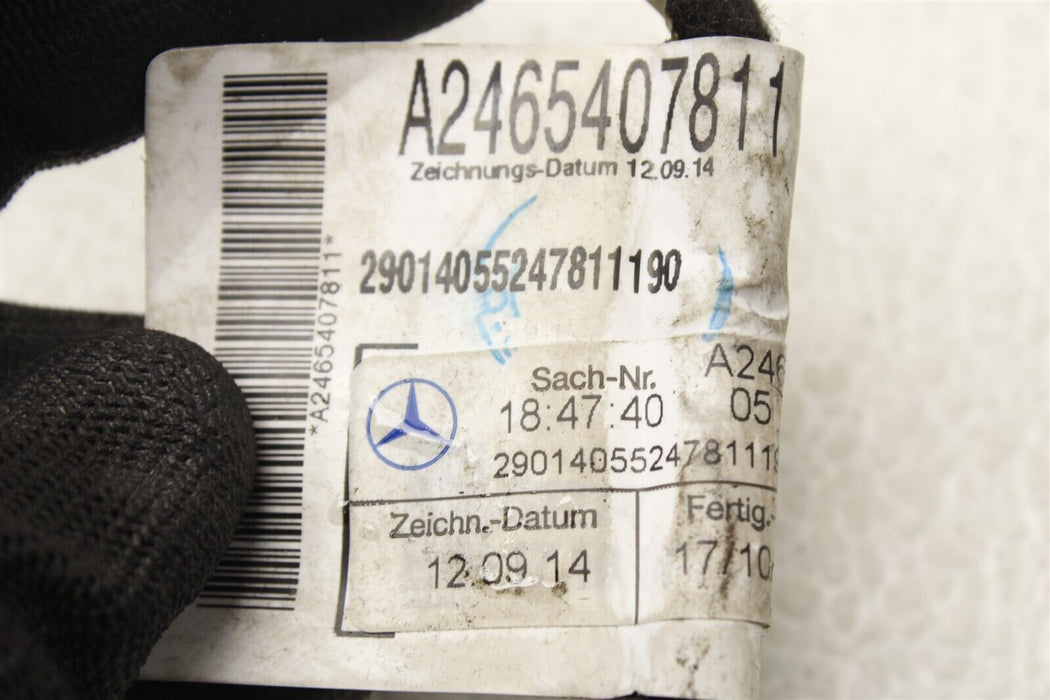 A2465407811
Zeichnungs-Datum 12.09.14
29014055247811190
*A2465407811*
Sach-Nr. A246
18:47:40 05
2901405524781119
Zeichn.-Datum Fertig.-
12.09.14 17/10